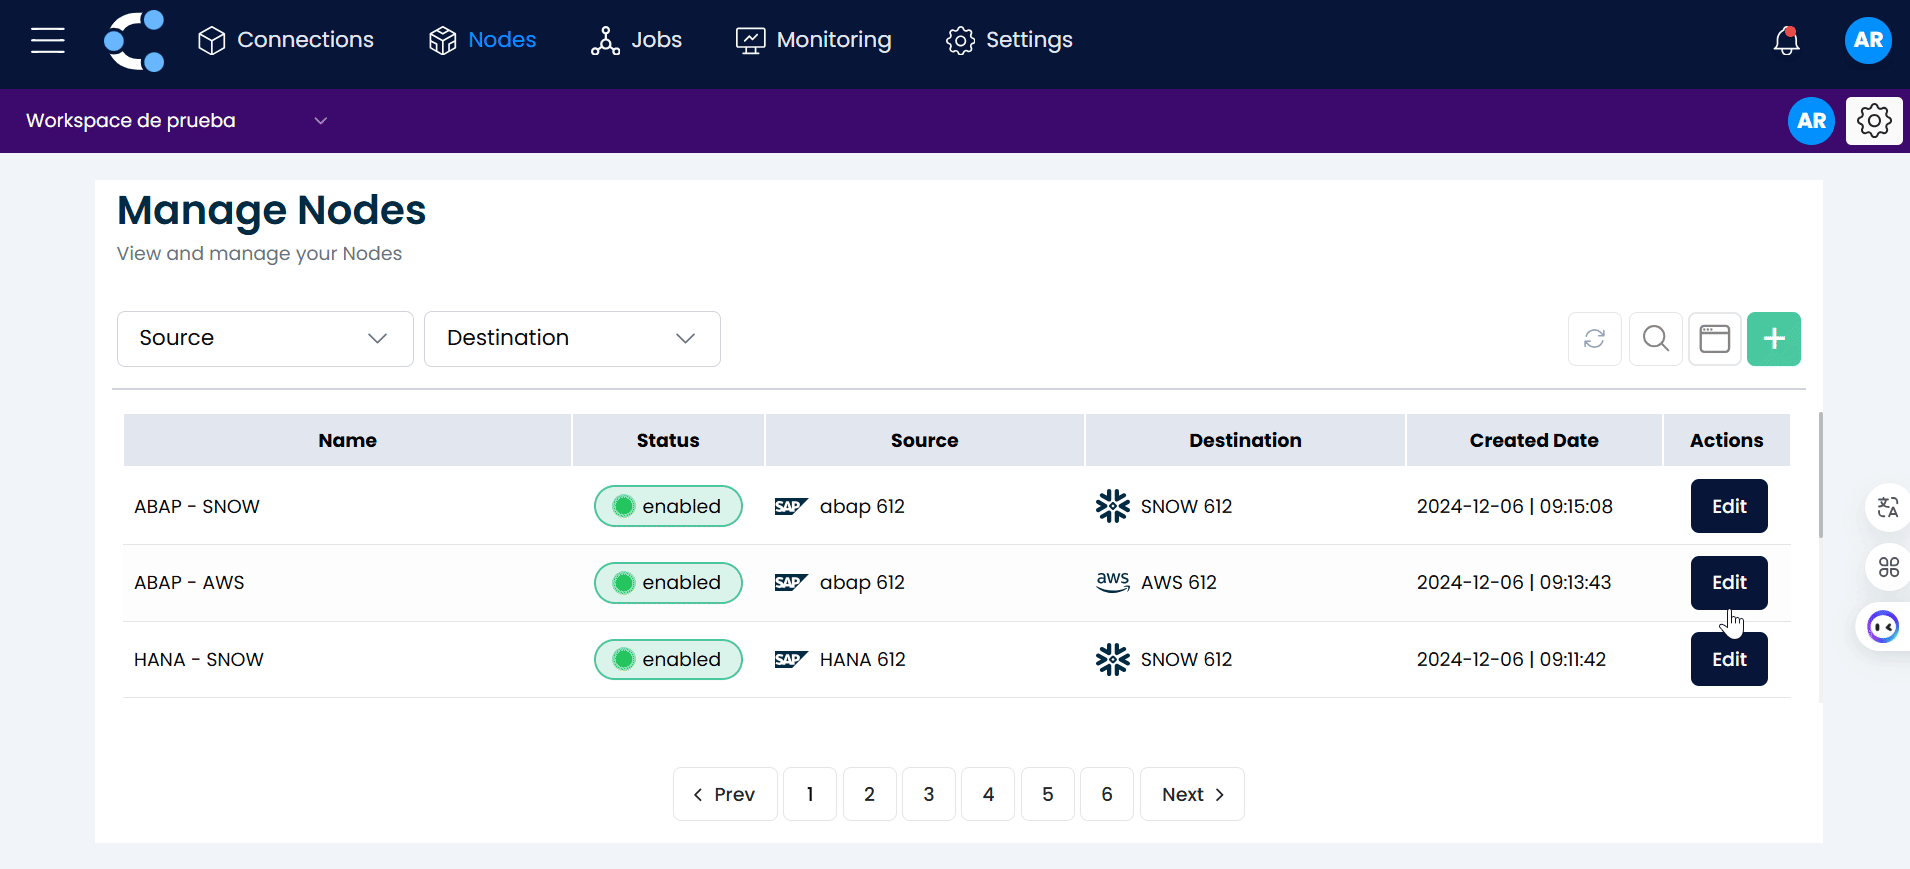 Connections Nodes Jobs Monitoring Settings AR
Workspace de prueba AR
Manage Nodes
View and manage your Nodes
Source Destination
Name Status Source Destination Created Date Actions
ABAP - SNOW enabled SAP abap 612 SNOW 612 2024-12-06 | 09:15:08 Edit
ABAP - AWS enabled SAP abap 612 aws AWS 612 2024-12-06 | 09:13:43 Edit
HANA - SNOW enabled SAP HANA 612 SNOW 612 2024-12-06 | 09:11:42 Edit
Prev 1 2 3 4 5 6 Next